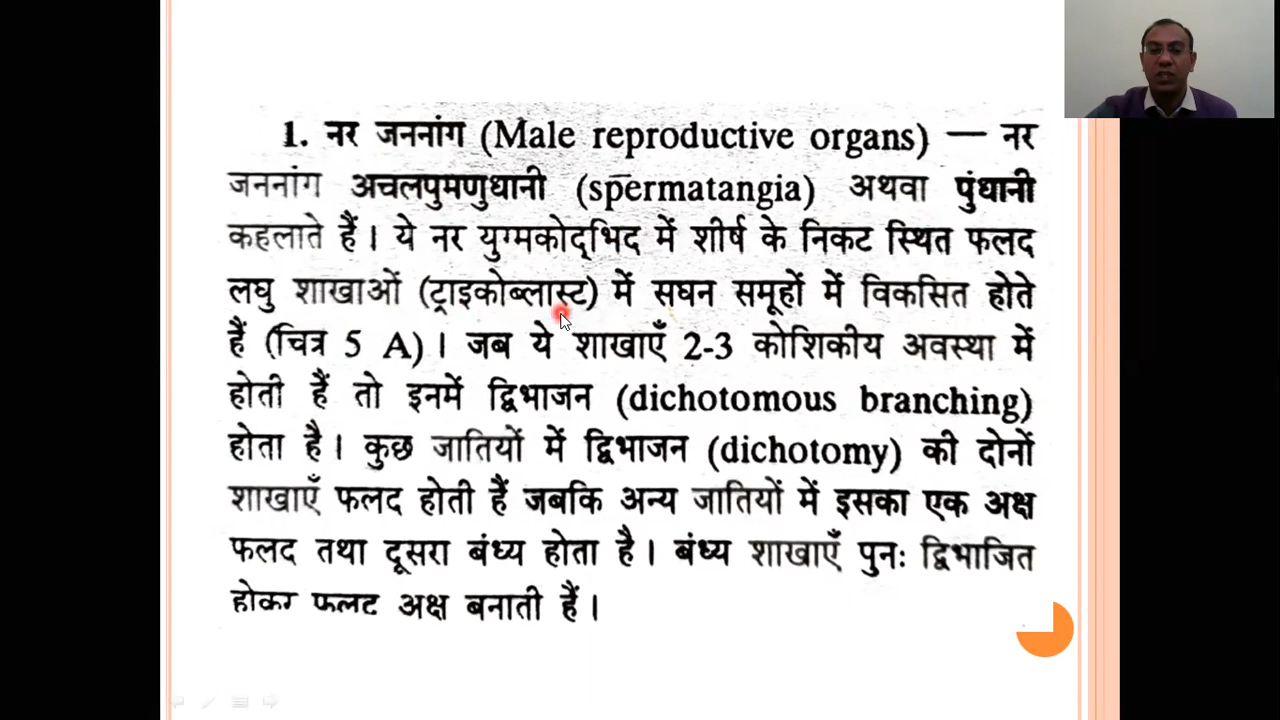 1. नर जननांग (Male reproductive organs) — नर
जननांग अचलपुमणुधानी (spermatangia) अथवा पुंधानी
कहलाते हैं। ये नर युग्मकोद्भिद में शीर्ष के निकट स्थित फलद
लघु शाखाओं (ट्राइकोब्लास्ट) में सघन समूहों में विकसित होते
हैं (चित्र 5 A)। जब ये शाखाएँ 2-3 कोशिकीय अवस्था में
होती हैं तो इनमें द्विभाजन (dichotomous branching)
होता है। कुछ जातियों में द्विभाजन (dichotomy) की दोनों
शाखाएँ फलद होती हैं जबकि अन्य जातियों में इसका एक अक्ष
फलद तथा दूसरा बंध्य होता है। बंध्य शाखाएँ पुनः द्विभाजित
होकर फलद अक्ष बनाती हैं।